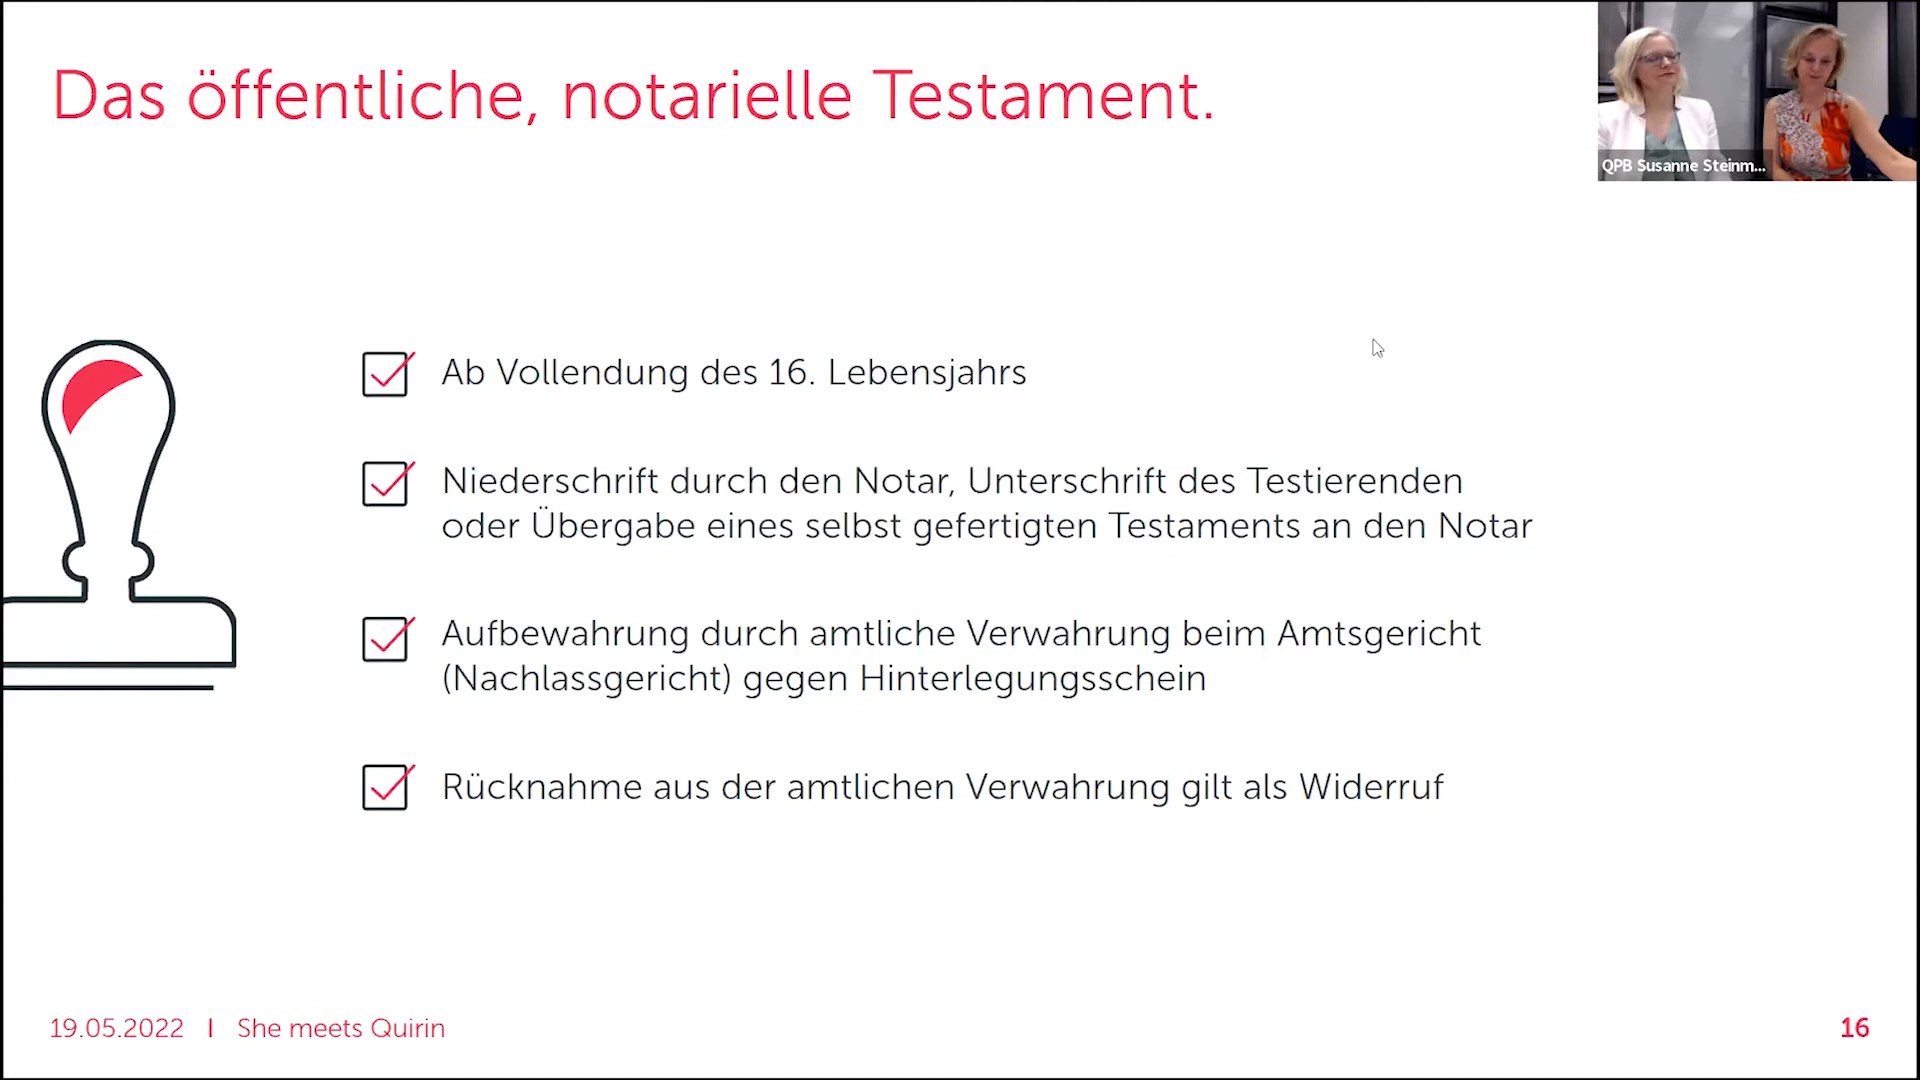 Das öffentliche, notarielle Testament.
QPB Susanne Steinm...
Ab Vollendung des 16. Lebensjahrs
Niederschrift durch den Notar, Unterschrift des Testierenden
oder Übergabe eines selbst gefertigten Testaments an den Notar
Aufbewahrung durch amtliche Verwahrung beim Amtsgericht
(Nachlassgericht) gegen Hinterlegungsschein
Rücknahme aus der amtlichen Verwahrung gilt als Widerruf
19.05.2022 I She meets Quirin
16